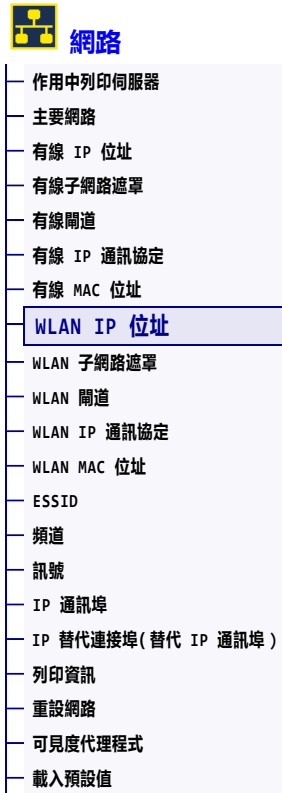 網路
作用中列印伺服器
主要網路
有線 IP 位址
有線子網路遮罩
有線閘道
有線 IP 通訊協定
有線 MAC 位址
WLAN IP 位址
WLAN 子網路遮罩
WLAN 閘道
WLAN IP 通訊協定
WLAN MAC 位址
ESSID
頻道
訊號
IP 通訊埠
IP 替代連接埠(替代 IP 通訊埠)
列印資訊
重設網路
可見度代理程式
載入預設值